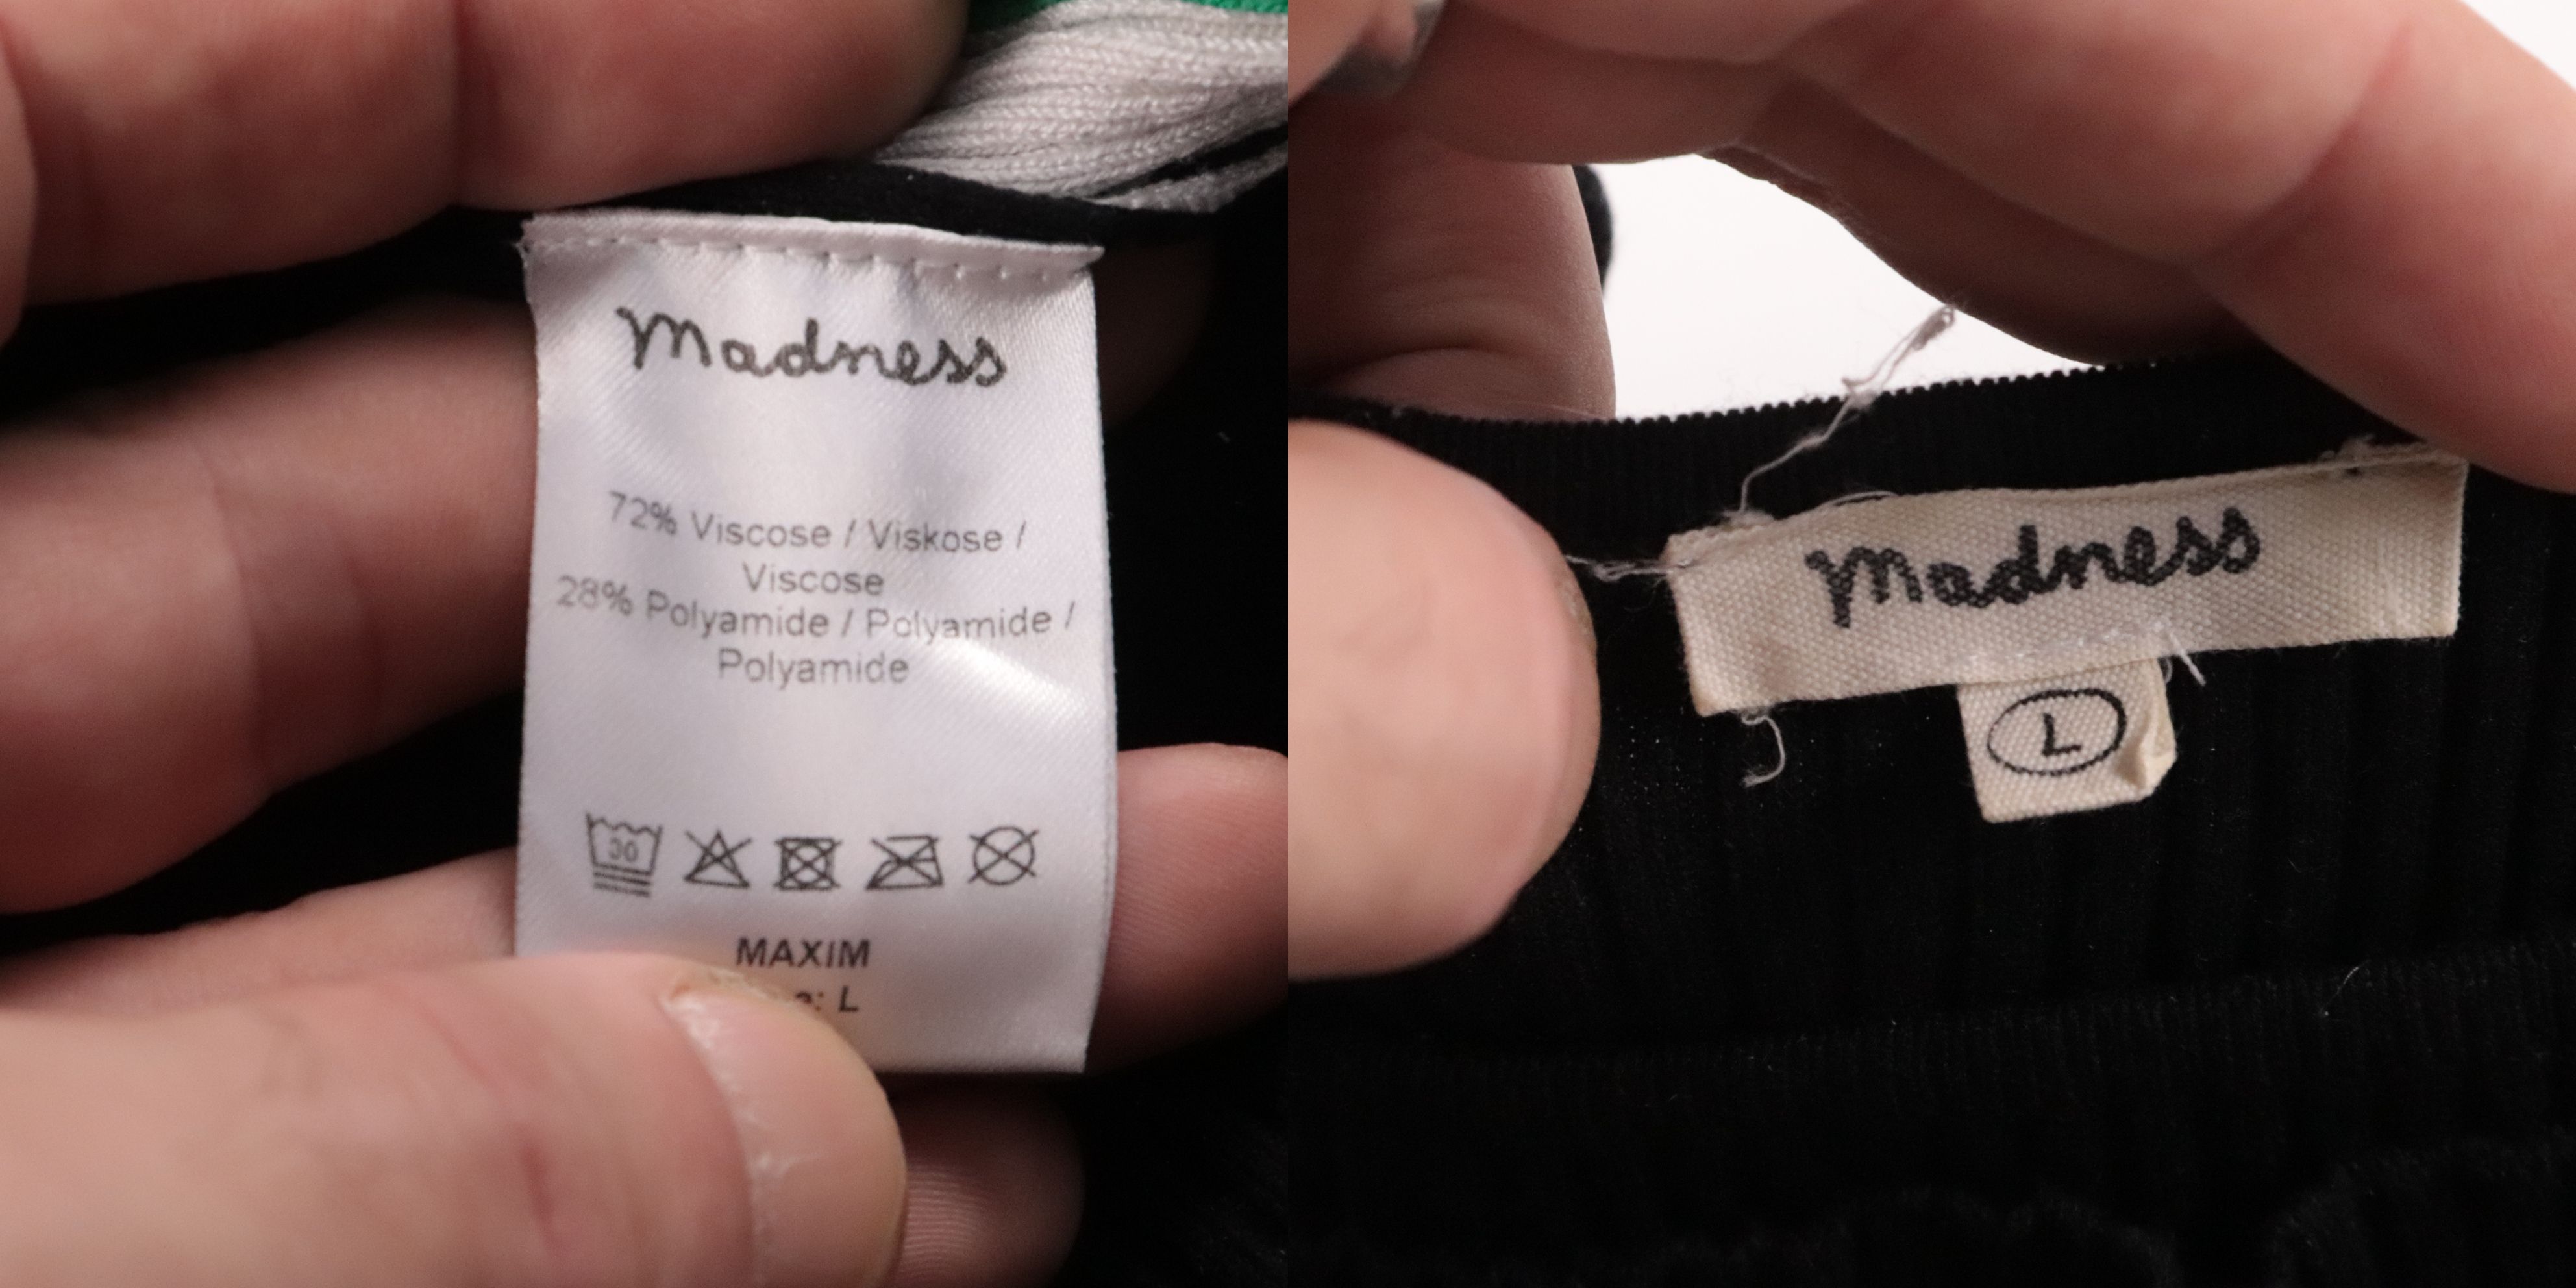 Madness
72% Viscose / Viskose /
Viscose
28% Polyamide / Polyamide /
Polyamide
30
MAXIM
L
Madness
L